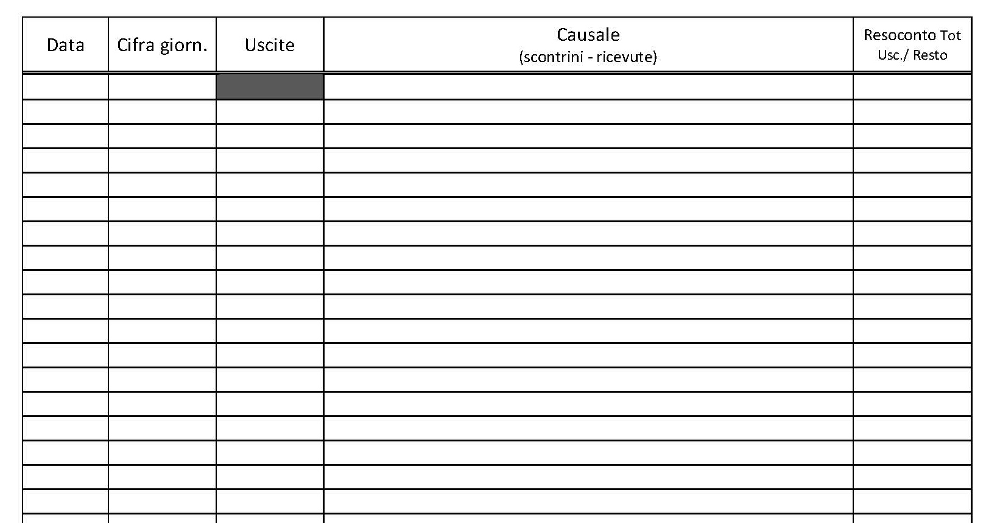 Data
Cifra giorn.
Uscite
Causale
(scontrini - ricevute)
Resoconto Tot
Usc./ Resto